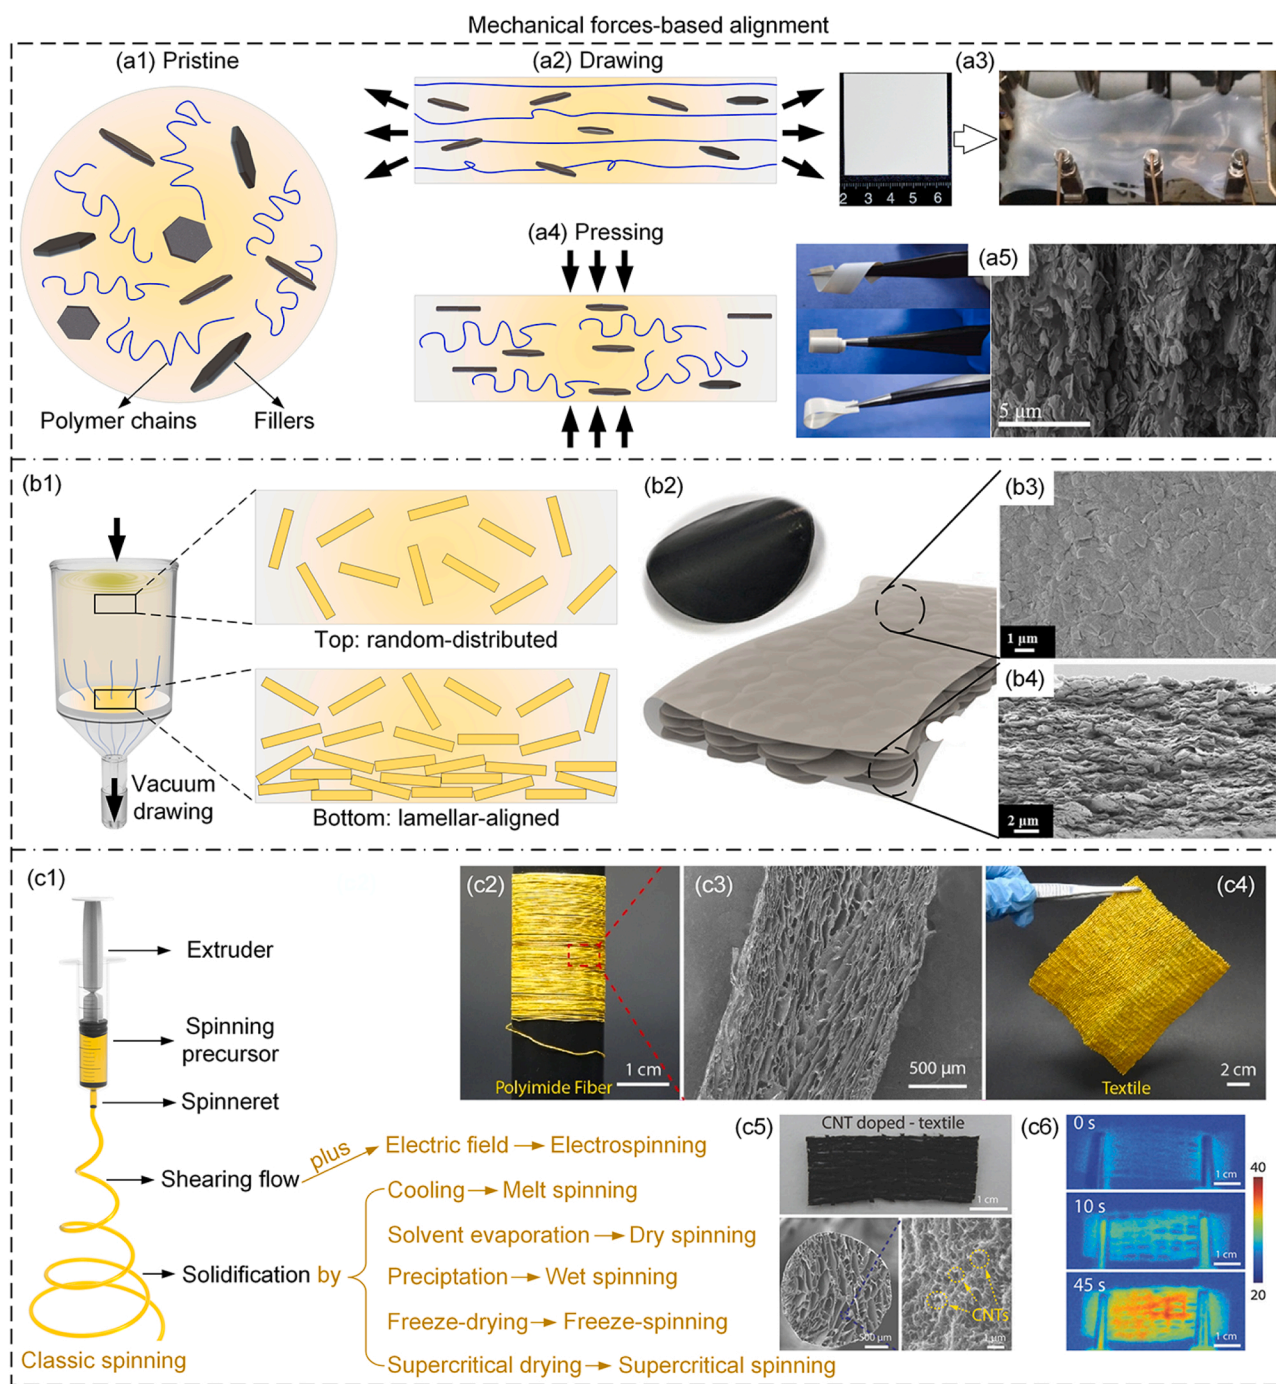 Mechanical forces-based alignment
(a1) Pristine
(a2) Drawing
(a3)
2 3 4 5 6
(a4) Pressing
(a5)
5 μm
Polymer chains
Fillers
(b1)
Top: random-distributed
Vacuum
drawing
Bottom: lamellar-aligned
(b2)
(b3)
1 μm
(b4)
2 μm
(c1)
Extruder
Spinning
precursor
Spinneret
Shearing flow
plus
Electric field
Electrospinning
Solidification by
Cooling
Melt spinning
Solvent evaporation
Dry spinning
Preciptation
Wet spinning
Freeze-drying
Freeze-spinning
Supercritical drying
Supercritical spinning
Classic spinning
(c2)
Polyimide Fiber
1 cm
(c3)
500 μm
(c4)
Textile
2 cm
(c5)
CNT doped - textile
1 cm
500 μm
CNTs
1 μm
(c6)
0 s
1 cm
10 s
1 cm
45 s
1 cm
40
20